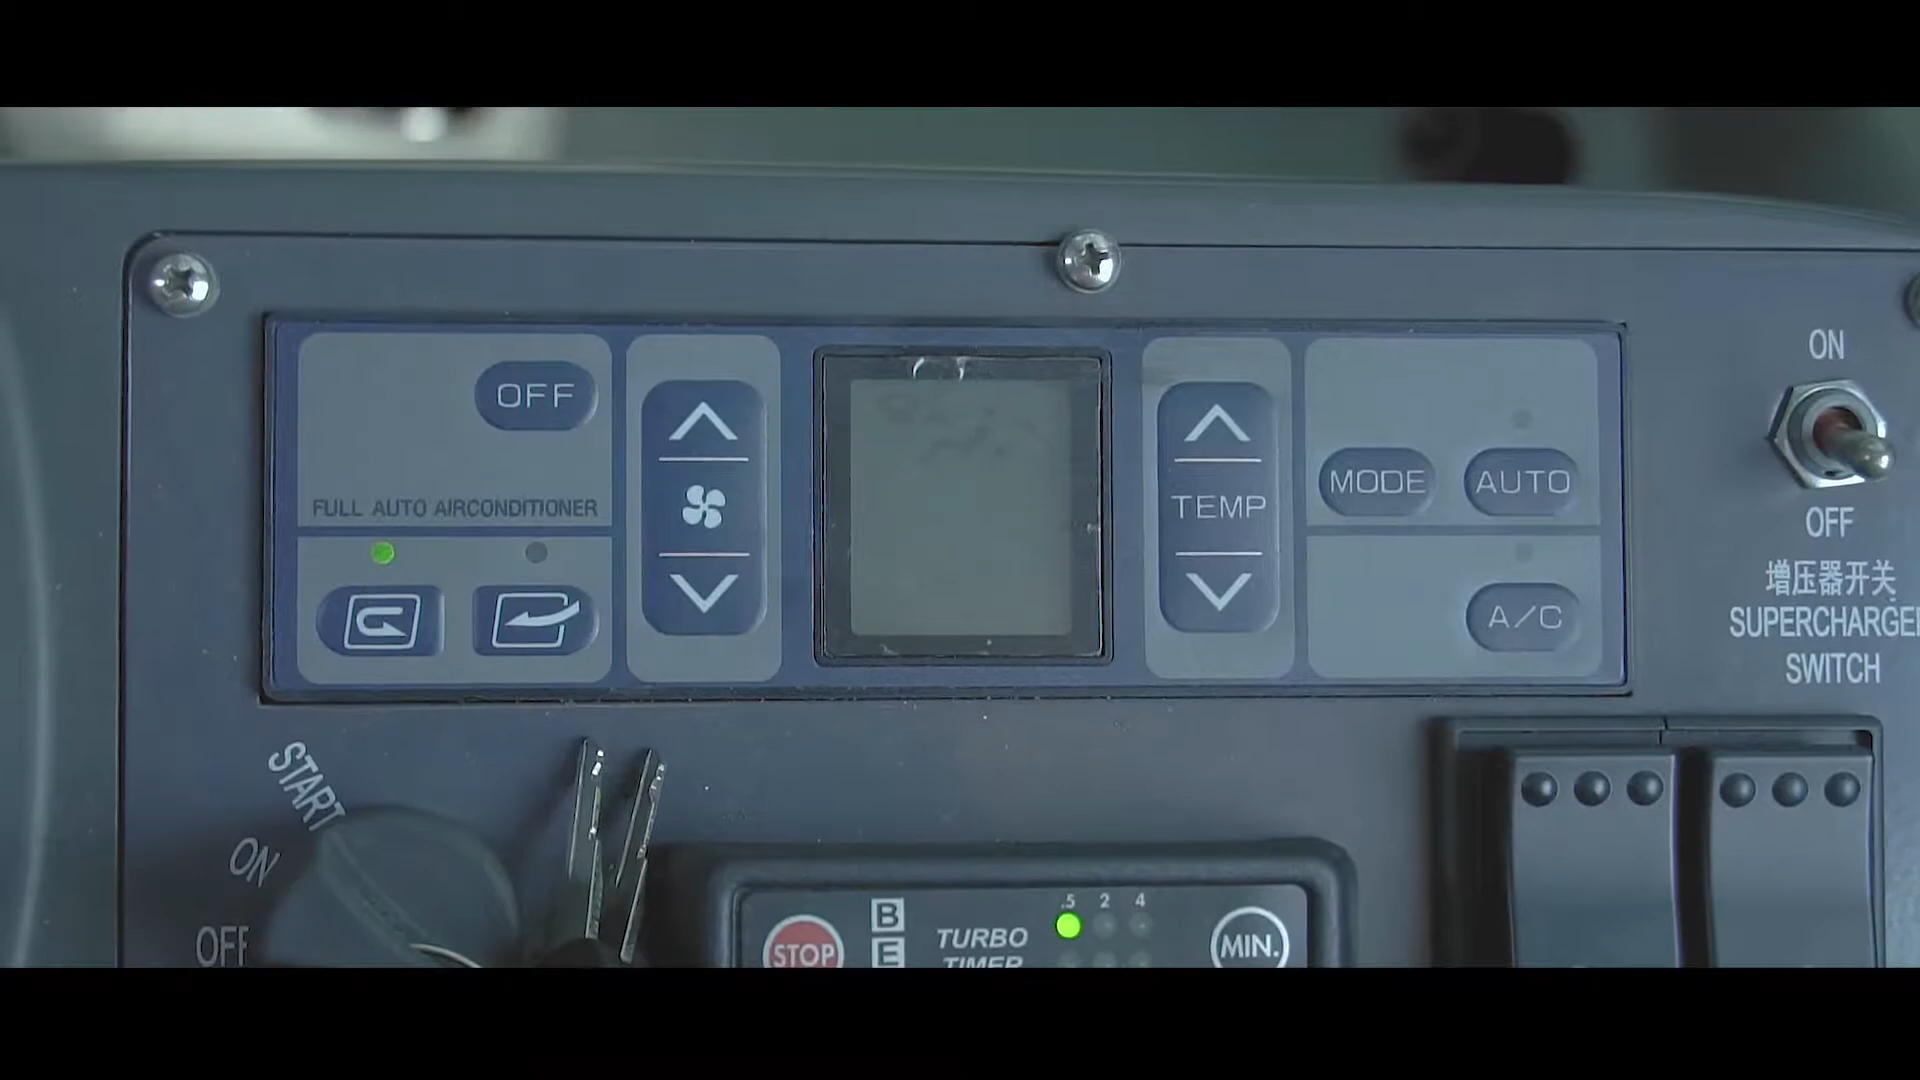 ON
OFF
FULL AUTO AIRCONDITIONER
TEMP
MODE
AUTO
A/C
OFF
增压器开关
SUPERCHARGER
SWITCH
START
ON
OFF
STOP
B
E
TURBO
TIMER
.5 2 4
MIN.